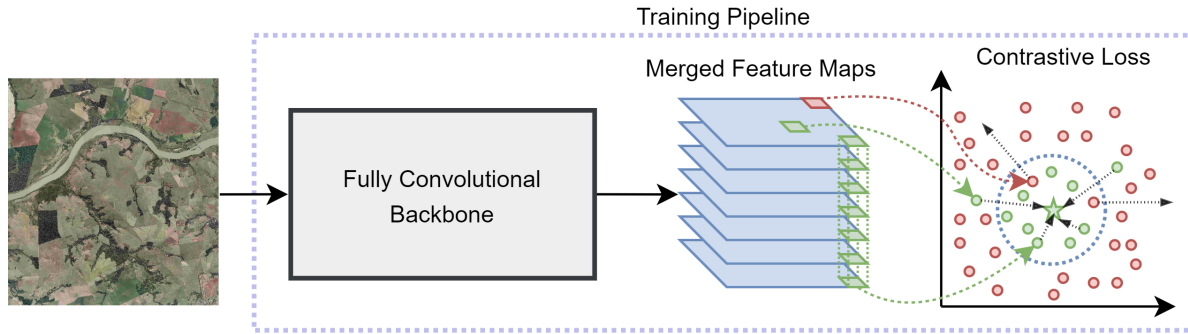 Training Pipeline
Merged Feature Maps
Contrastive Loss
Fully Convolutional
Backbone